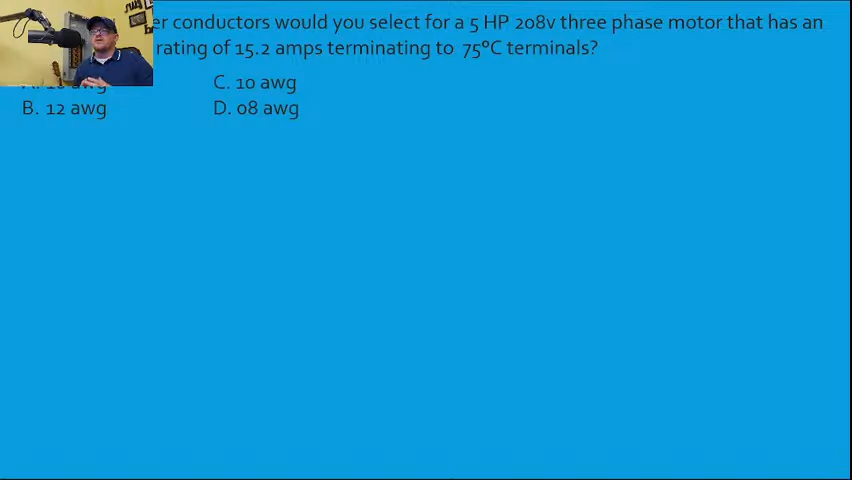 er conductors would you select for a 5 HP 208v three phase motor that has an
rating of 15.2 amps terminating to 75°C terminals?
C. 10 awg
B. 12 awg
D. 08 awg